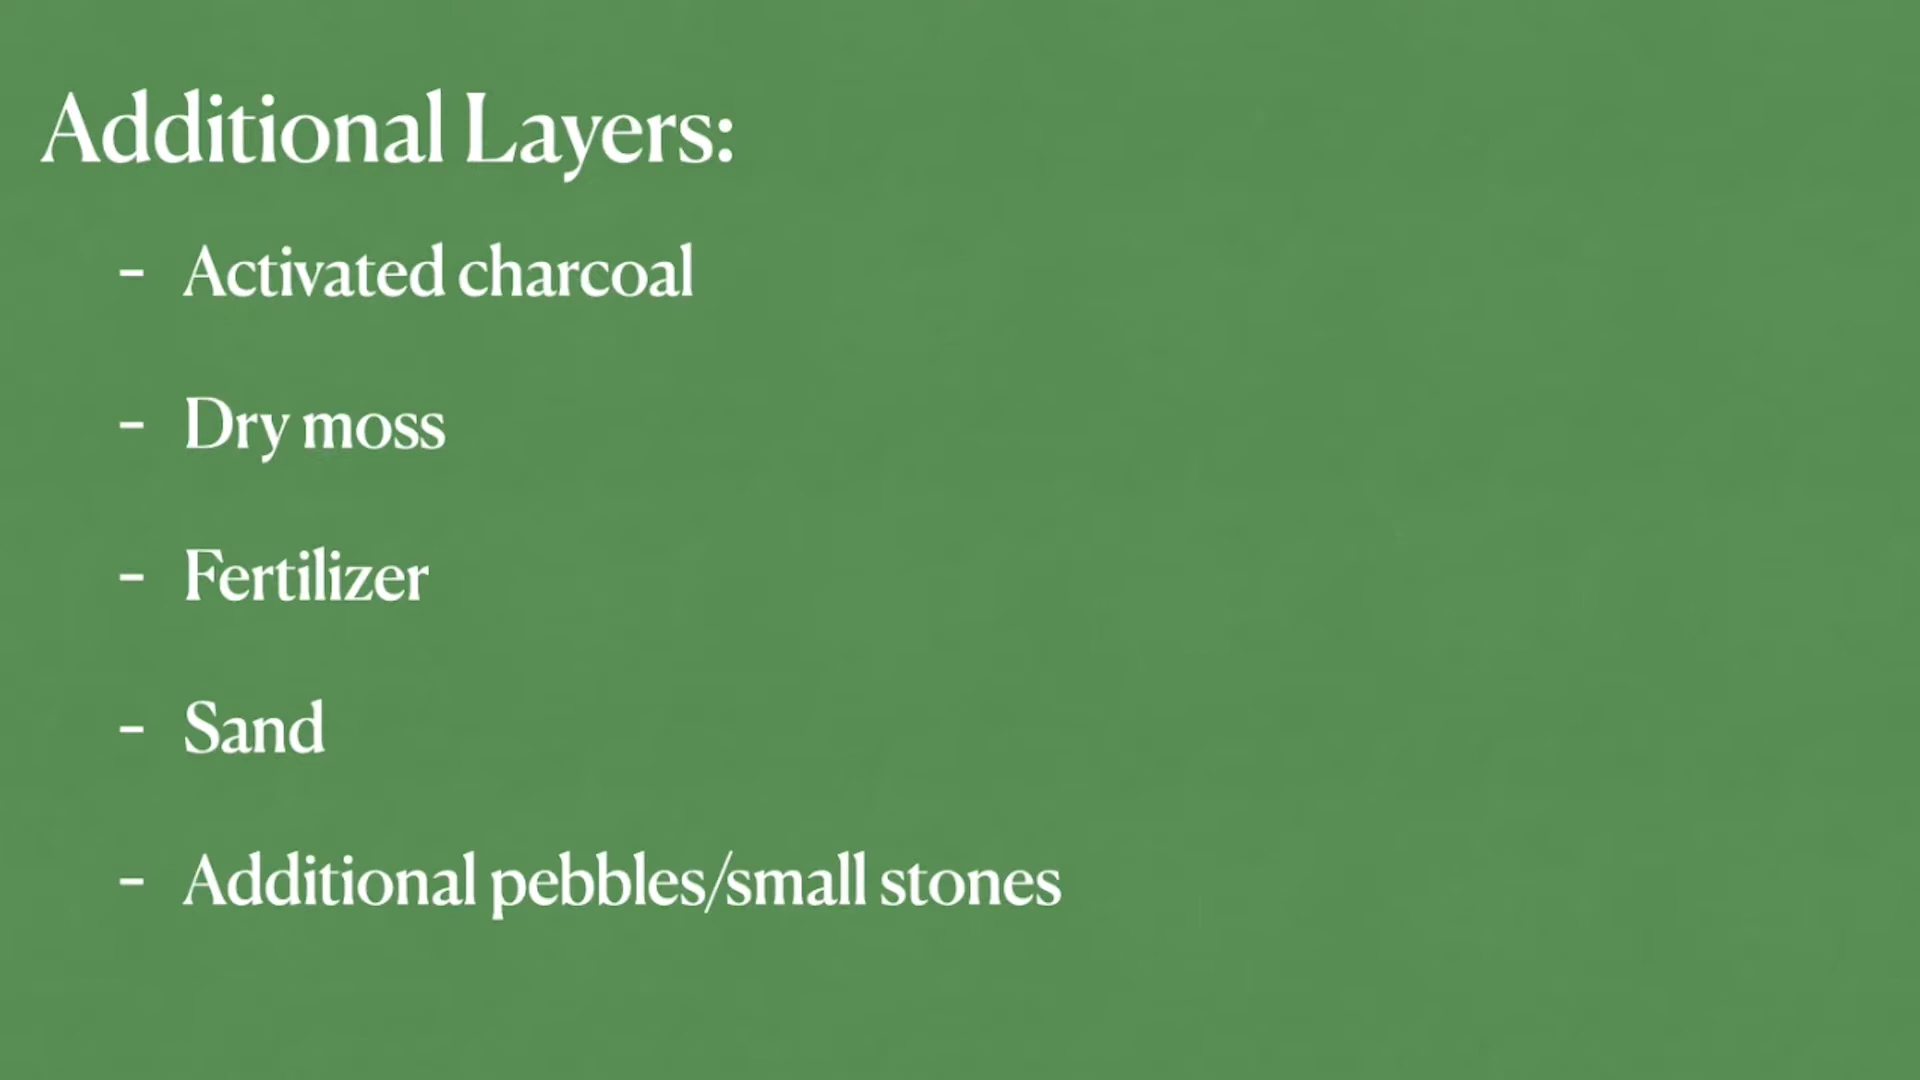 Additional Layers:
- Activated charcoal
- Dry moss
- Fertilizer
- Sand
- Additional pebbles/small stones